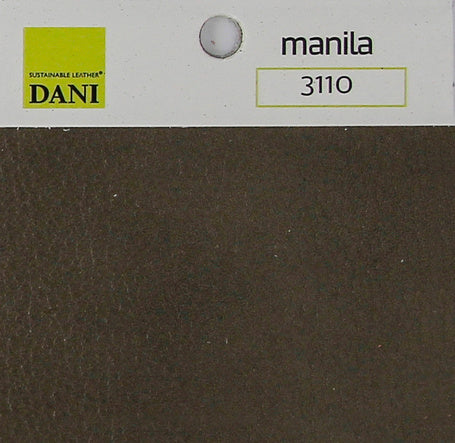 SUSTAINABLE LEATHER®
DANI
manila
3110